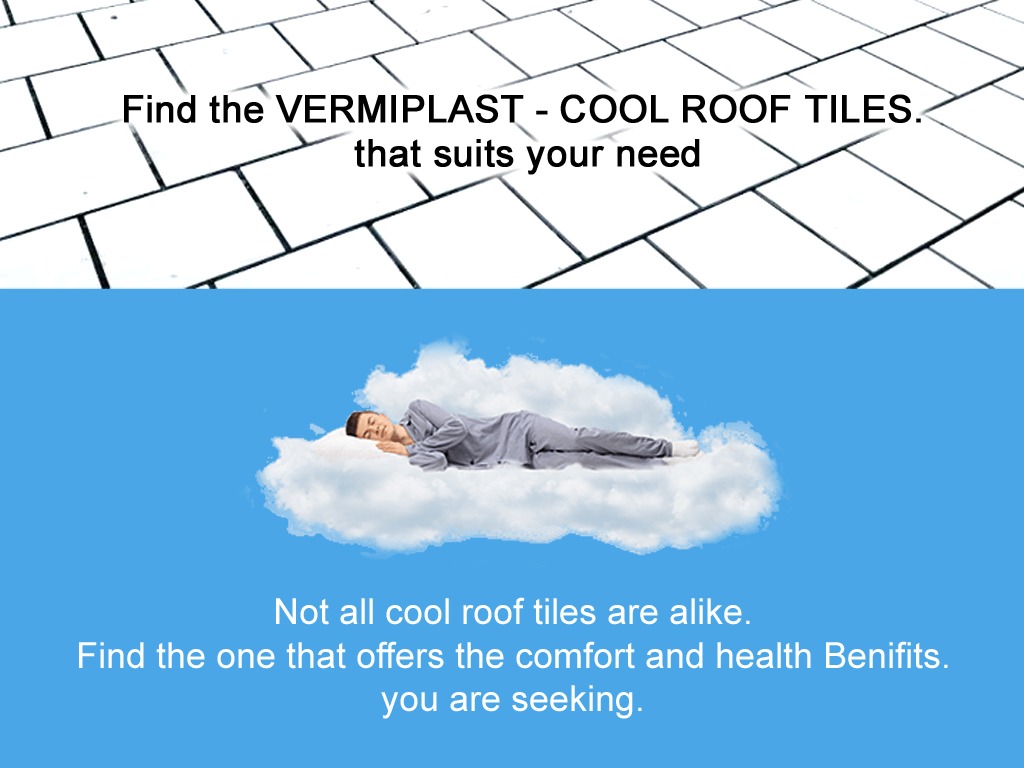 Find the VERMIPLAST - COOL ROOF TILES.
that suits your need
Not all cool roof tiles are alike.
Find the one that offers the comfort and health Benifits.
you are seeking.